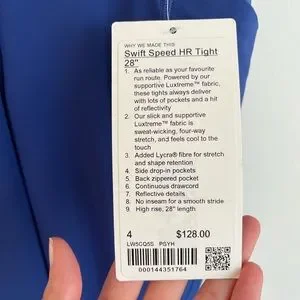 WHY WE MADE THIS
Swift Speed HR Tight
28"
1. As reliable as your favourite
run route. Powered by our
supportive Luxtreme™ fabric,
these tights always deliver
with lots of pockets and a hit
of reflectivity
2. Our slick and supportive
Luxtreme™ fabric is
sweat-wicking, four-way
stretch, and feels cool to the
touch
3. Added Lycra® fibre for stretch
and shape retention
4. Side drop-in pockets
5. Back zippered pocket
6. Continuous drawcord
7. Reflective details
8. No inseam for a smooth stride
9. High rise, 28" length
4 $128.00
LW5CQ5S PGYH
000144351764